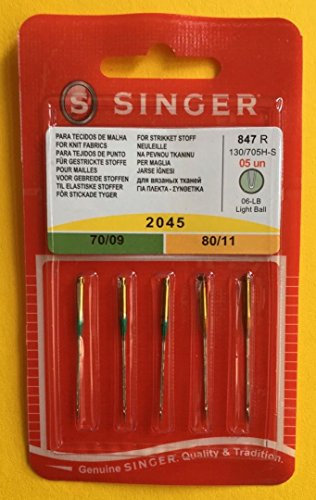 S SINGER
PARA TECIDOS DE MALHA
FOR KNIT FABRICS
PARA TEJIDOS DE PUNTO
FÜR GESTRICKTE STOFFE
POUR MAILLES
VOOR GEBREIDE STOFFEN
TIL ELASTISKE STOFFER
FÖR STICKADE TYGER
FOR STRIKKET STOFF
NEULEILLE
NA PEVNOU TKANINU
PER MAGLIA
JARSE İĞNESI
для вязаных тканей
ΓΙΑ ΠΛΕΚΤΑ - ΣΥΝΘΕΤΙΚΑ
847 R
130/705H-S
05 un
06-LB
Light Ball
2045
70/09
80/11
Genuine SINGER. Quality & Tradition.